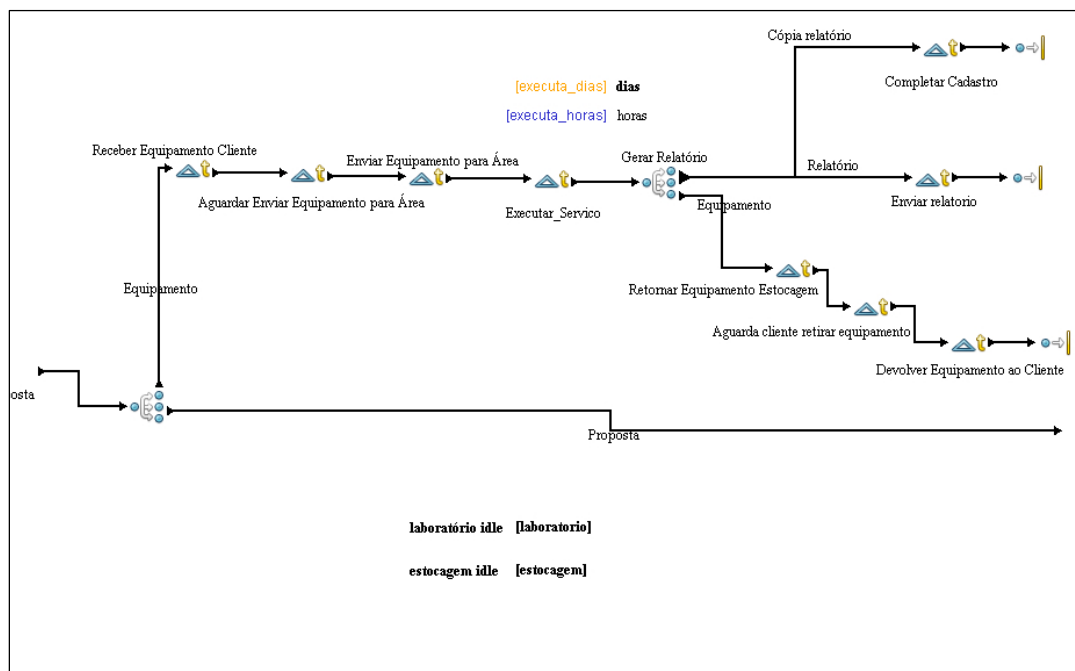 Cópia relatório
Completar Cadastro
[executa_dias] dias
[executa_horas] horas
Receber Equipamento Cliente
Enviar Equipamento para Área
Gerar Relatório
Relatório
Aguardar Enviar Equipamento para Área
Executar_Servico
Equipamento
Enviar relatorio
Equipamento
Retornar Equipamento Estocagem
Aguarda cliente retirar equipamento
Devolver Equipamento ao Cliente
osta
Proposta
laboratório idle [laboratorio]
estocagem idle [estocagem]